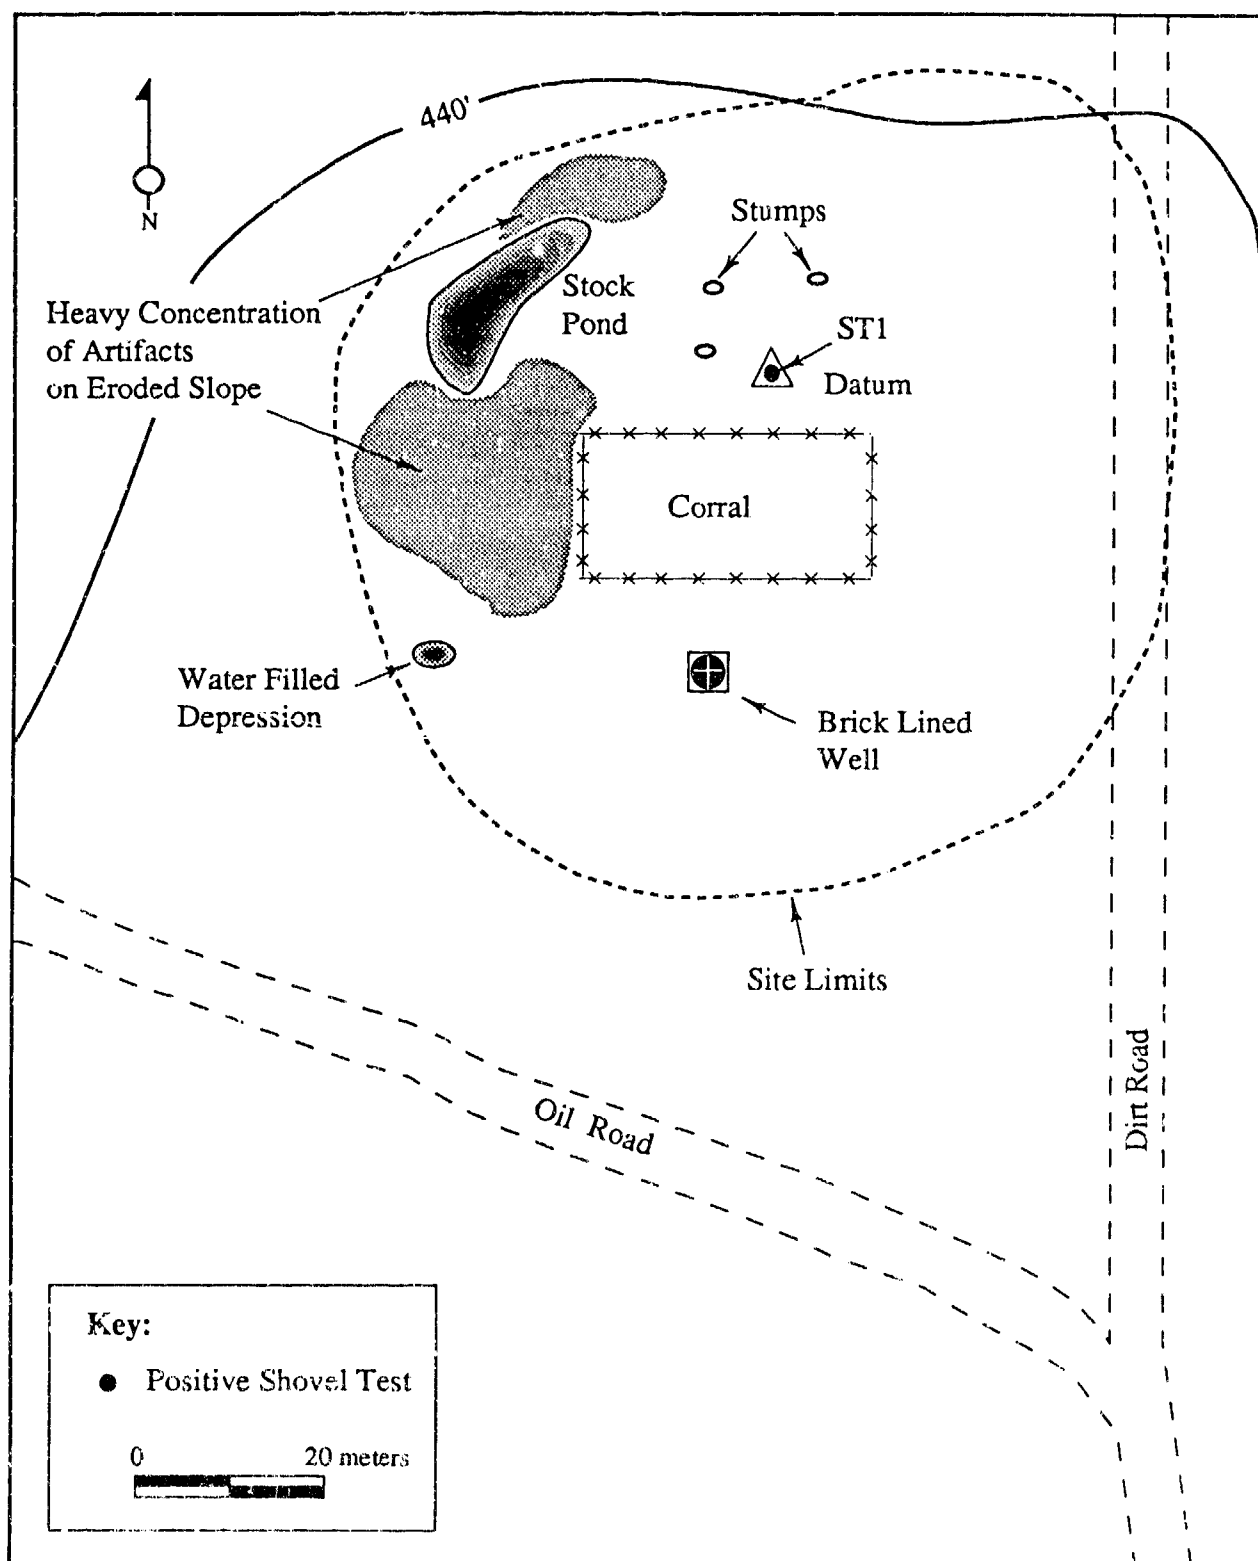 440'
N
Stumps
Stock
Pond
Heavy Concentration
of Artifacts
on Eroded Slope
ST1
Datum
Corral
Water Filled
Depression
Brick Lined
Well
Site Limits
Dirt Road
Oil Road
Key:
Positive Shovel Test
0 20 meters